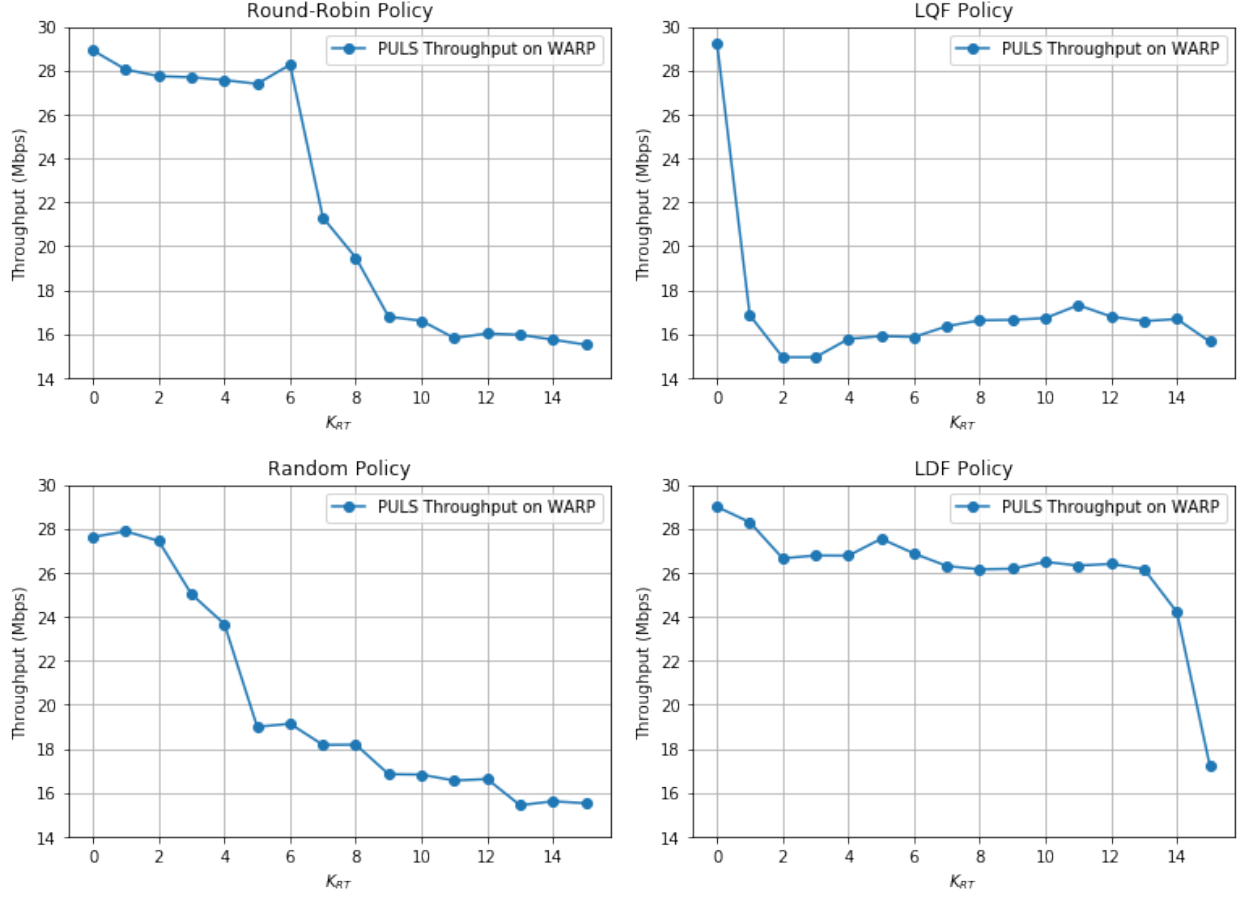 Round-Robin Policy
PULS Throughput on WARP
Throughput (Mbps)
30
28
26
24
22
20
18
16
14
0 2 4 6 8 10 12 14
K_RT
LQF Policy
PULS Throughput on WARP
Throughput (Mbps)
30
28
26
24
22
20
18
16
14
0 2 4 6 8 10 12 14
K_RT
Random Policy
PULS Throughput on WARP
Throughput (Mbps)
30
28
26
24
22
20
18
16
14
0 2 4 6 8 10 12 14
K_RT
LDF Policy
PULS Throughput on WARP
Throughput (Mbps)
30
28
26
24
22
20
18
16
14
0 2 4 6 8 10 12 14
K_RT